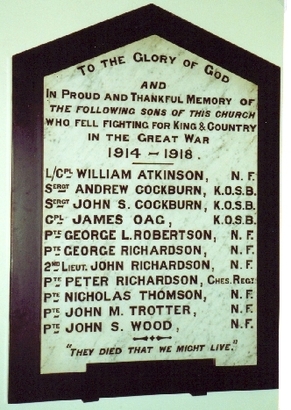 TO THE GLORY OF GOD
AND
IN PROUD AND THANKFUL MEMORY OF
THE FOLLOWING SONS OF THIS CHURCH
WHO FELL FIGHTING FOR KING & COUNTRY
IN THE GREAT WAR
1914 – 1918.
L/CPL WILLIAM ATKINSON, N.F.
SERGT ANDREW COCKBURN, K.O.S.B.
SERGT JOHN S. COCKBURN, K.O.S.B.
CPL JAMES OAG, K.O.S.B.
PTE GEORGE L. ROBERTSON, N.F.
PTE GEORGE RICHARDSON, N.F.
2ND LIEUT. JOHN RICHARDSON, N.F.
PTE PETER RICHARDSON, CHES. REGT
PTE NICHOLAS THOMSON, N.F.
PTE JOHN M. TROTTER, N.F.
PTE JOHN S. WOOD, N.F.
"THEY DIED THAT WE MIGHT LIVE."